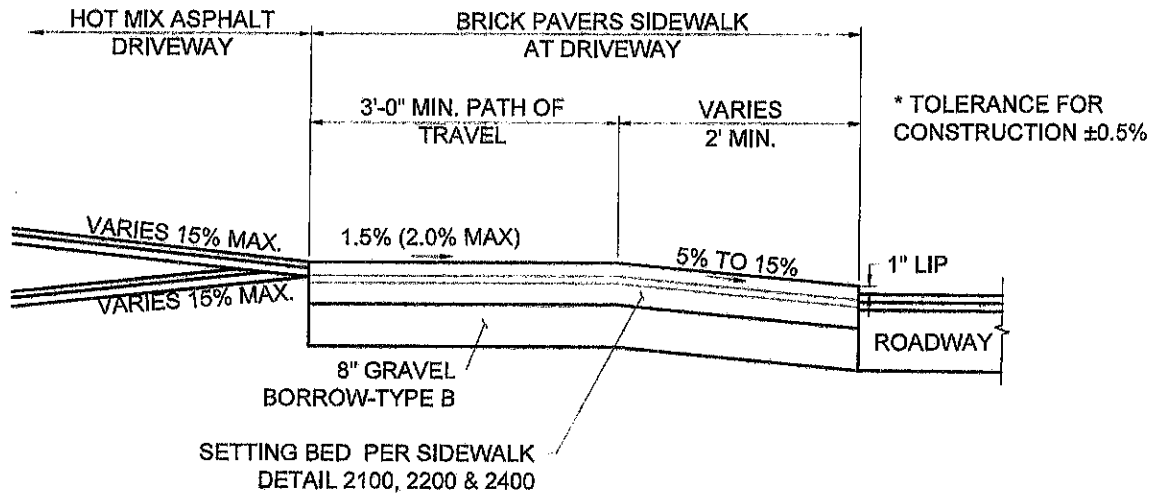 HOT MIX ASPHALT
DRIVEWAY
BRICK PAVERS SIDEWALK
AT DRIVEWAY
3'-0" MIN. PATH OF
TRAVEL
VARIES
2' MIN.
* TOLERANCE FOR
CONSTRUCTION ±0.5%
VARIES 15% MAX.
1.5% (2.0% MAX)
5% TO 15%
1" LIP
VARIES 15% MAX.
ROADWAY
8" GRAVEL
BORROW-TYPE B
SETTING BED PER SIDEWALK
DETAIL 2100, 2200 & 2400